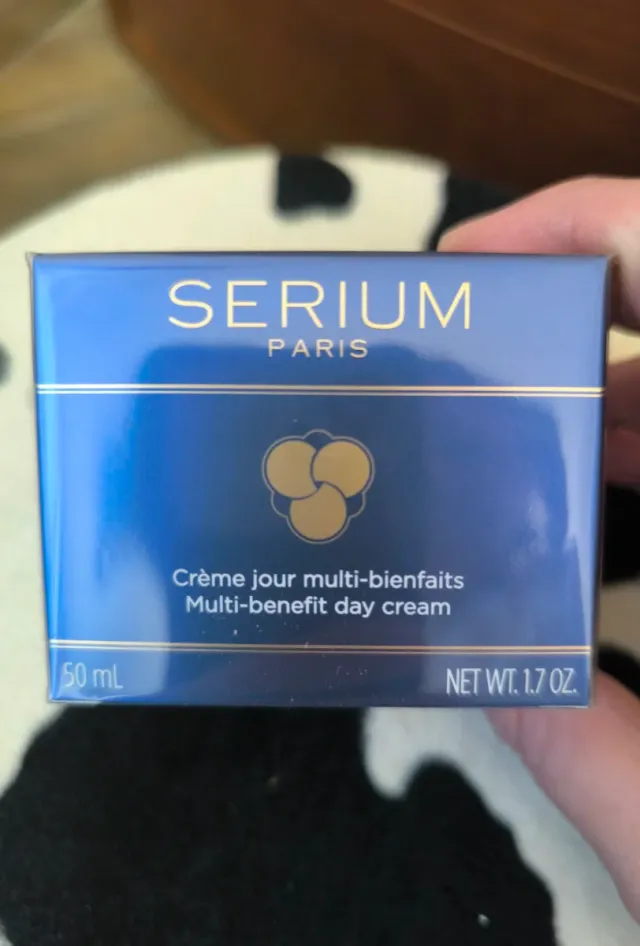 SERIUM
PARIS
Crème jour multi-bienfaits
Multi-benefit day cream
50 mL
NET WT. 1.7 OZ.